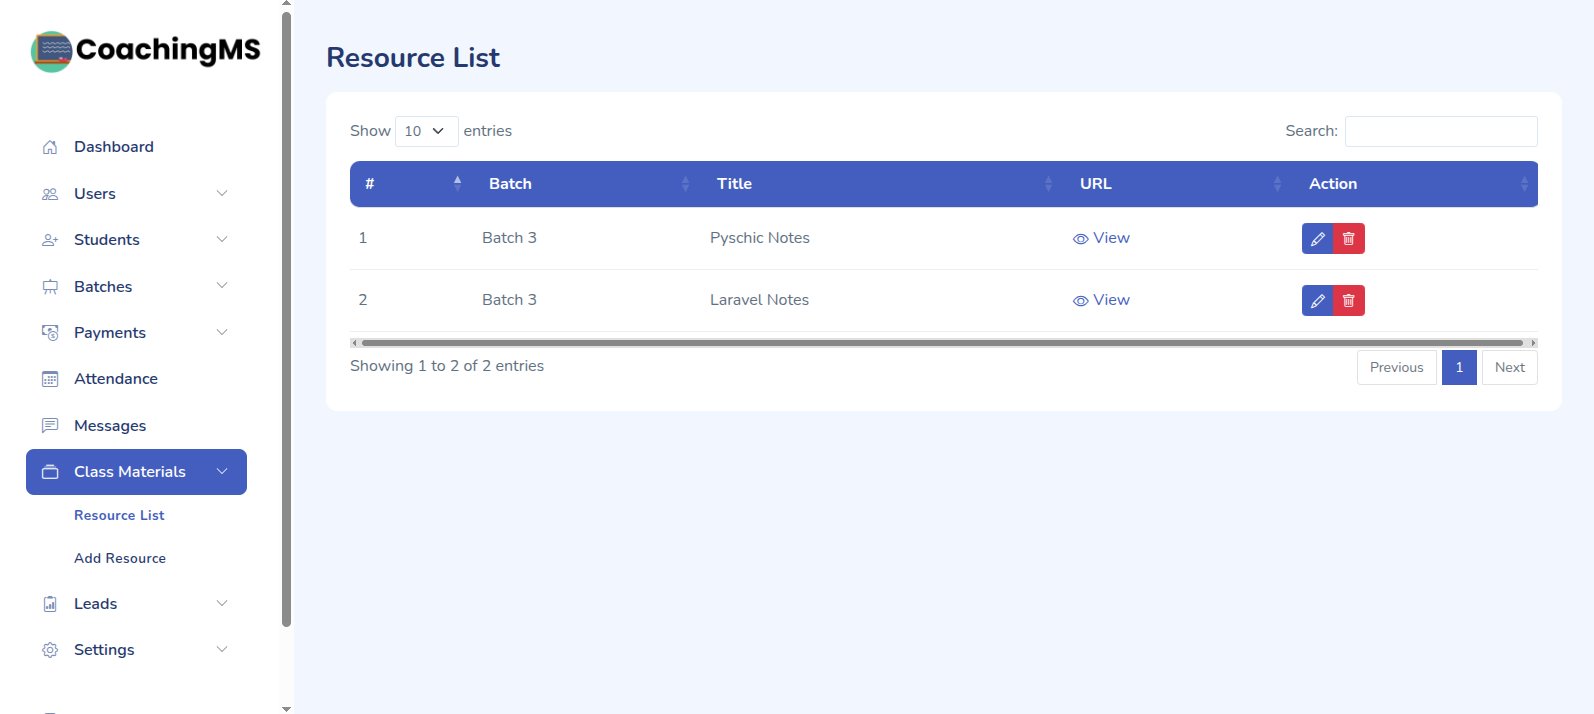 CoachingMS
Dashboard
Users
Students
Batches
Payments
Attendance
Messages
Class Materials
Resource List
Add Resource
Leads
Settings
Resource List
Show 10 entries
Search:
# Batch Title URL Action
1 Batch 3 Pyschic Notes View
2 Batch 3 Laravel Notes View
Showing 1 to 2 of 2 entries
Previous 1 Next